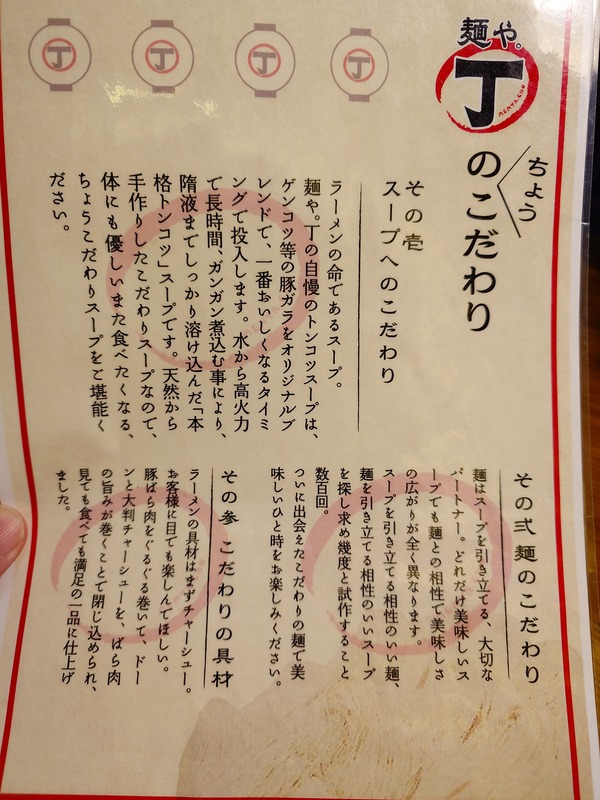 麺や。
丁
MENYA.CHO
ちょう
のこだわり
その壱
スープへのこだわり
ラーメンの命であるスープ。
麺や。丁の自慢のトンコツスープは、
ゲンコツ等の豚ガラをオリジナルブ
レンドで、一番おいしくなるタイミ
ングで投入します。水から高火力
で長時間、ガンガン煮込む事により、
隋液までしっかり溶け込んだ「本
格トンコツ」スープです。天然から
手作りしたこだわりスープなので、
体にも優しいまた食べたくなる、
ちょうこだわりスープをご堪能く
ださい。
その弐 麺のこだわり
麺はスープを引き立てる、大切な
パートナー。どれだけ美味しいス
ープでも麺との相性で美味しさ
の広がりが全く異なります。
スープを引き立てる相性のいい麺、
麺を引き立てる相性のいいスープ
を探し求め幾度と試作すること
数百回。
ついに出会えたこだわりの麺で美
味しいひと時をお楽しみください。
その参 こだわりの具材
ラーメンの具材はまずチャーシュー。
お客様に目でも楽しんでほしい。
豚ばら肉をぐるぐる巻いて、ドー
ンと大判チャーシューを、ばら肉
の旨みが巻くことで閉じ込められ、
見ても食べても満足の一品に仕上げ
ました。
丁
丁
丁
丁